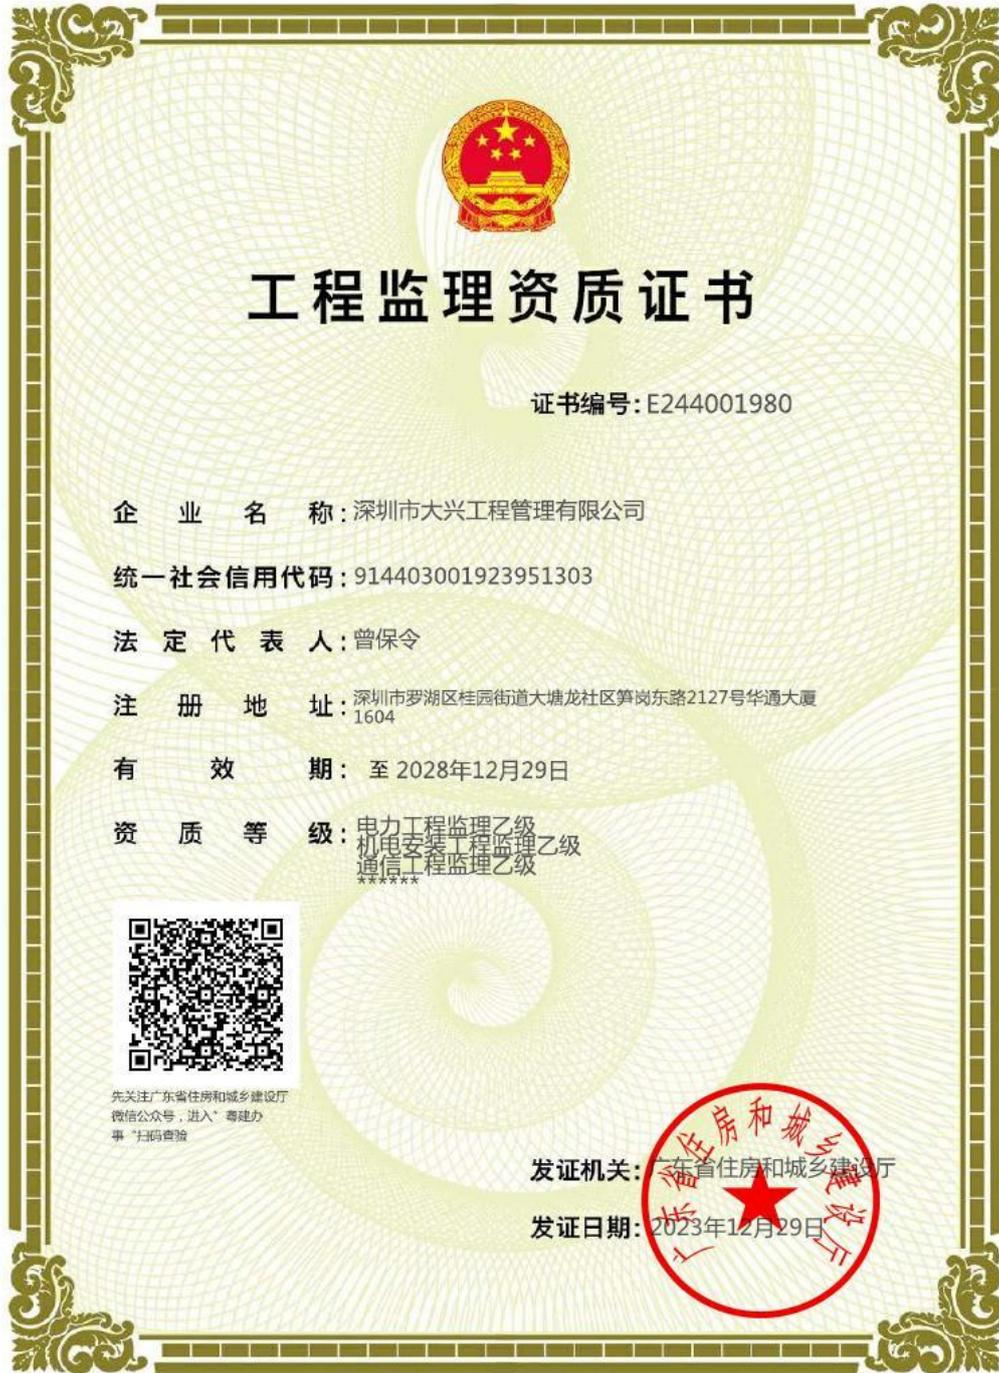 工程监理资质证书
证书编号:E244001980
企业名称:深圳市大兴工程管理有限公司
统一社会信用代码:914403001923951303
法定代表人:曾保令
注册地址:深圳市罗湖区桂园街道大塘龙社区笋岗东路2127号华通大厦
1604
有效期: 至 2028年12月29日
资质等级:电力工程监理乙级
机电安装工程监理乙级
通信工程监理乙级
******
先关注广东省住房和城乡建设厅
微信公众号，进入“粤建办
事“扫码查验
发证机关:广东省住房和城乡建设厅
发证日期:2023年12月29日
广东省住房和城乡建设厅